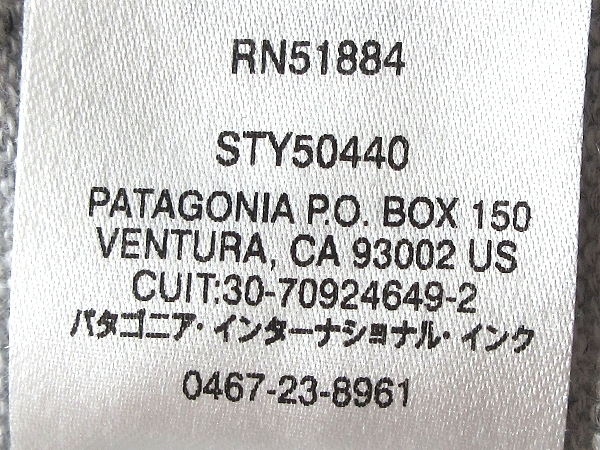 RN51884
STY50440
PATAGONIA P.O. BOX 150
VENTURA, CA 93002 US
CUIT:30-70924649-2
パタゴニア・インターナショナル・インク
0467-23-8961